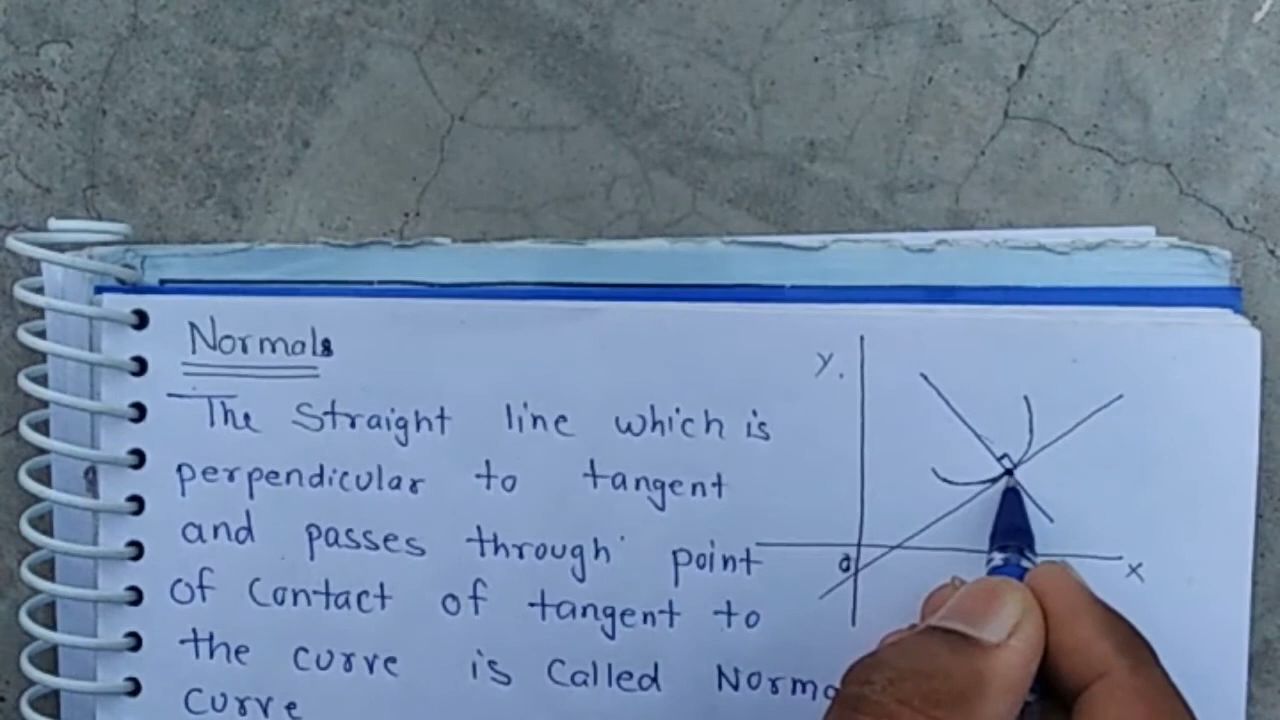 Normals
The straight line which is
perpendicular to tangent
and passes through point
of contact of tangent to
the curve is called
curve
y.
o
x